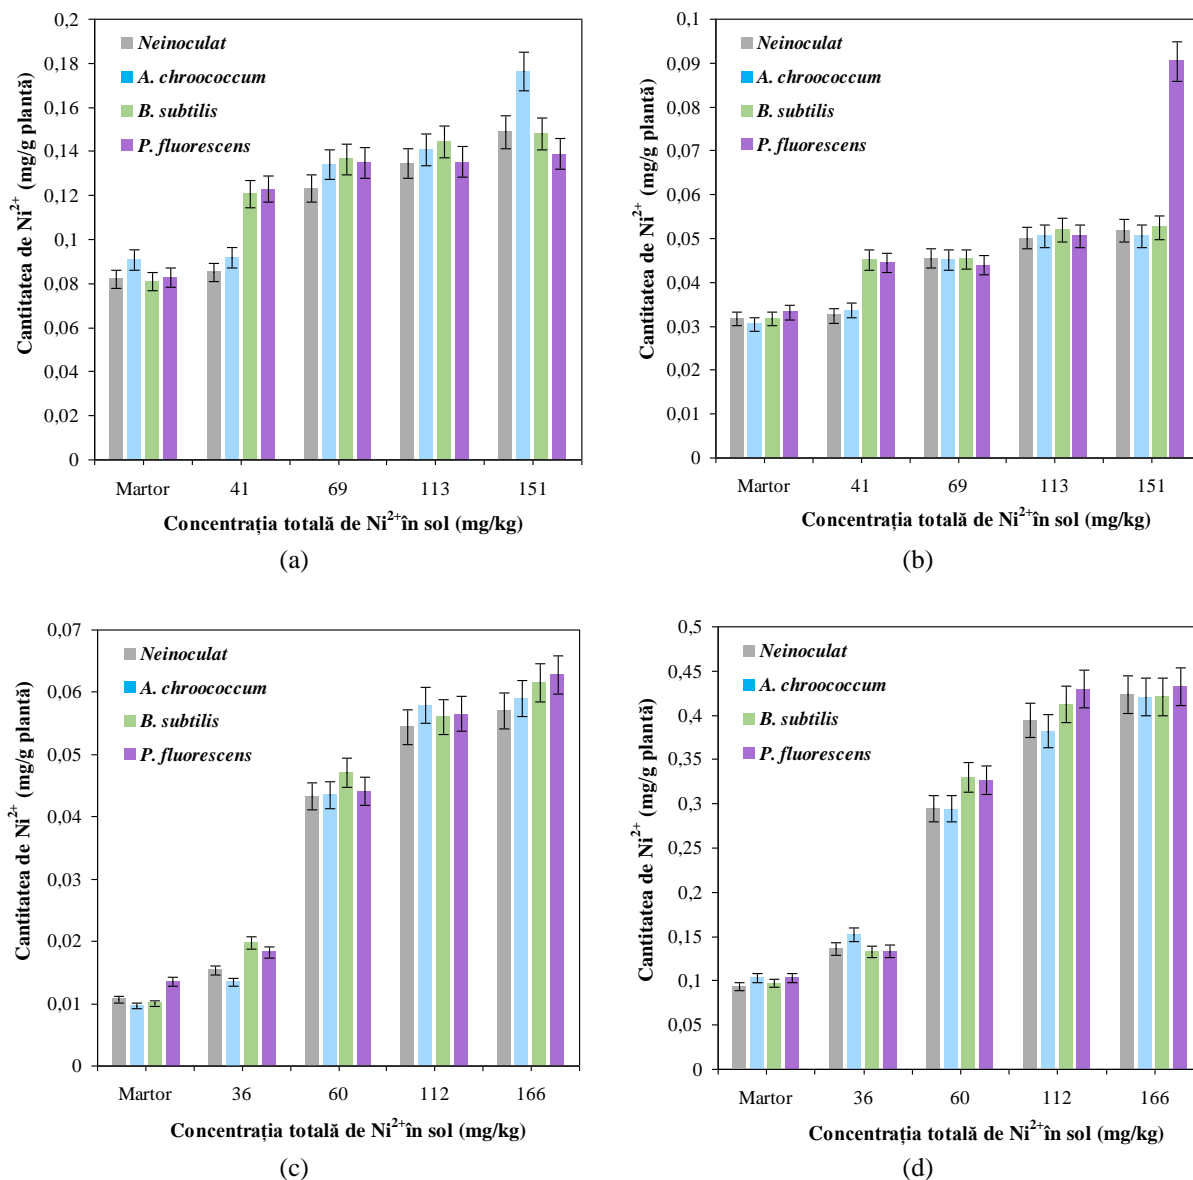 0,2
0,18
0,16
0,14
0,12
0,1
0,08
0,06
0,04
0,02
0
Cantitatea de Ni²⁺ (mg/g plantă)
Neinoculat
A. chroococcum
B. subtilis
P. fluorescens
Martor 41 69 113 151
Concentrația totală de Ni²⁺în sol (mg/kg)
(a)
0,1
0,09
0,08
0,07
0,06
0,05
0,04
0,03
0,02
0,01
0
Cantitatea de Ni²⁺ (mg/g plantă)
Neinoculat
A. chroococcum
B. subtilis
P. fluorescens
Martor 41 69 113 151
Concentrația totală de Ni²⁺în sol (mg/kg)
(b)
0,07
0,06
0,05
0,04
0,03
0,02
0,01
0
Cantitatea de Ni²⁺ (mg/g plantă)
Neinoculat
A. chroococcum
B. subtilis
P. fluorescens
Martor 36 60 112 166
Concentrația totală de Ni²⁺în sol (mg/kg)
(c)
0,5
0,45
0,4
0,35
0,3
0,25
0,2
0,15
0,1
0,05
0
Cantitatea de Ni²⁺ (mg/g plantă)
Neinoculat
A. chroococcum
B. subtilis
P. fluorescens
Martor 36 60 112 166
Concentrația totală de Ni²⁺în sol (mg/kg)
(d)